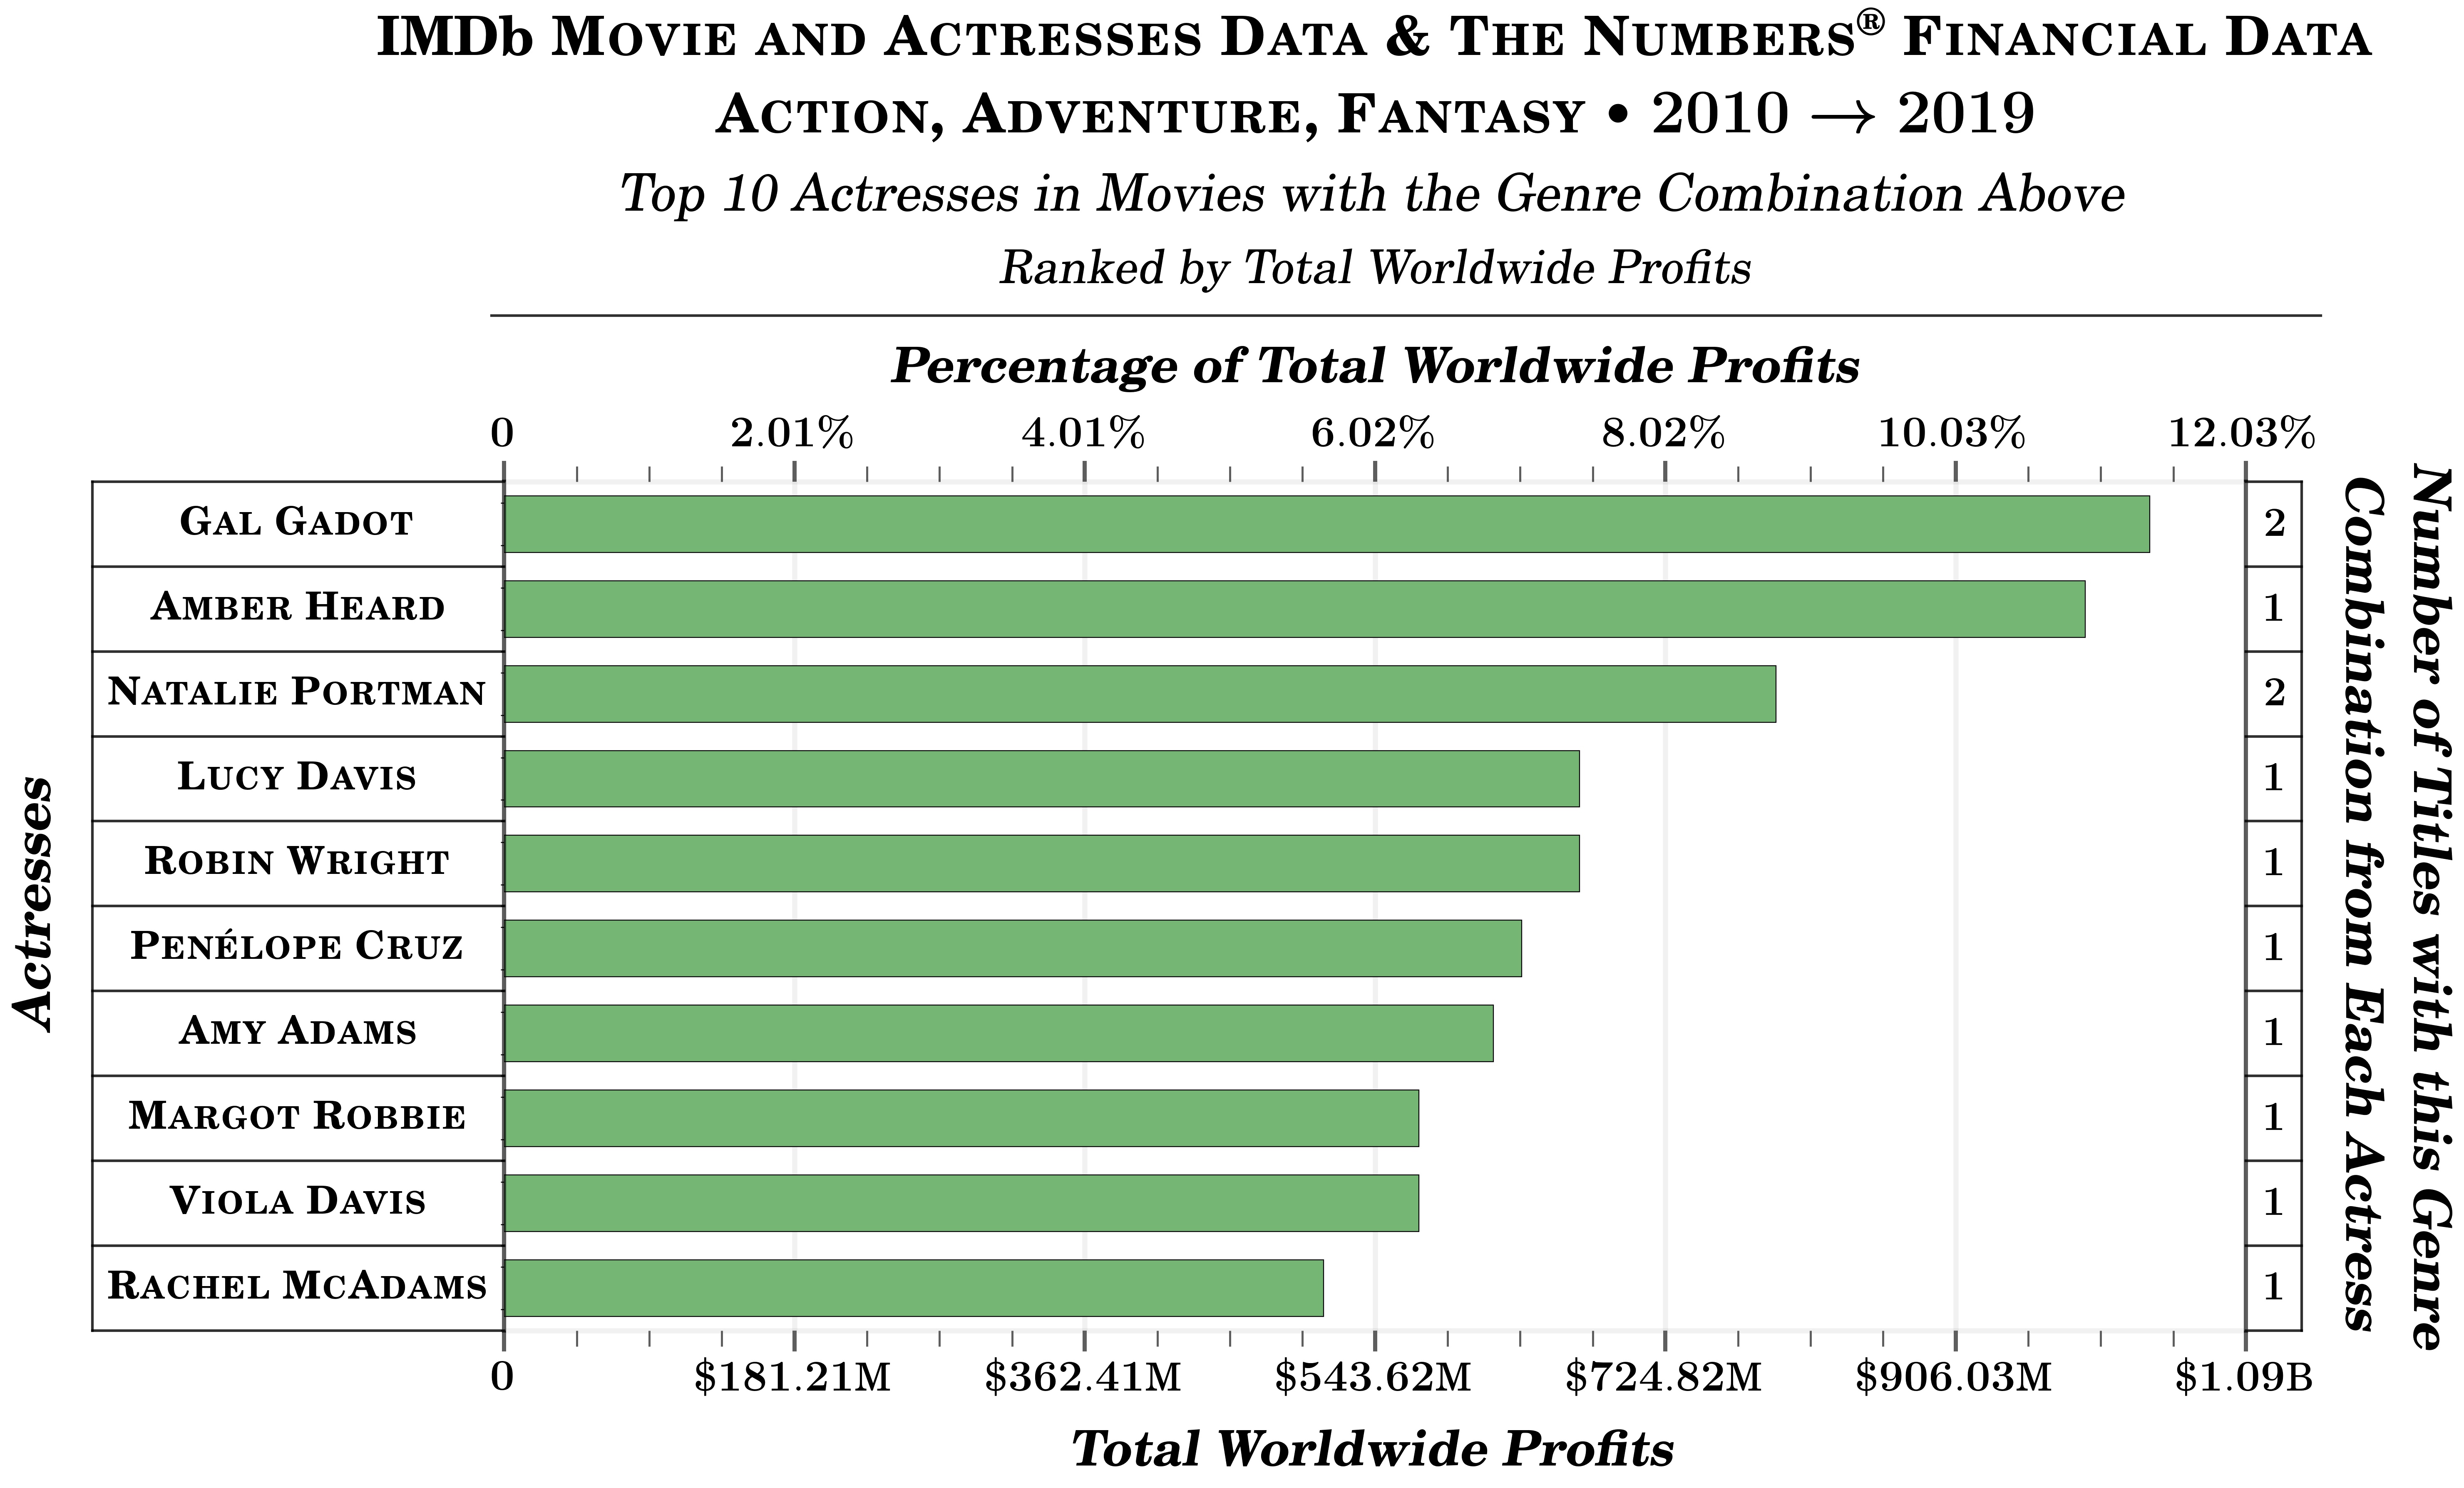 IMDb Movie and Actresses Data & The Numbers® Financial Data
Action, Adventure, Fantasy • 2010 → 2019
Top 10 Actresses in Movies with the Genre Combination Above
Ranked by Total Worldwide Profits
Percentage of Total Worldwide Profits
0 2.01% 4.01% 6.02% 8.02% 10.03% 12.03%
Actresses
Gal Gadot 2
Amber Heard 1
Natalie Portman 2
Lucy Davis 1
Robin Wright 1
Penélope Cruz 1
Amy Adams 1
Margot Robbie 1
Viola Davis 1
Rachel McAdams 1
Number of Titles with this Genre
Combination from Each Actress
0 $181.21M $362.41M $543.62M $724.82M $906.03M $1.09B
Total Worldwide Profits